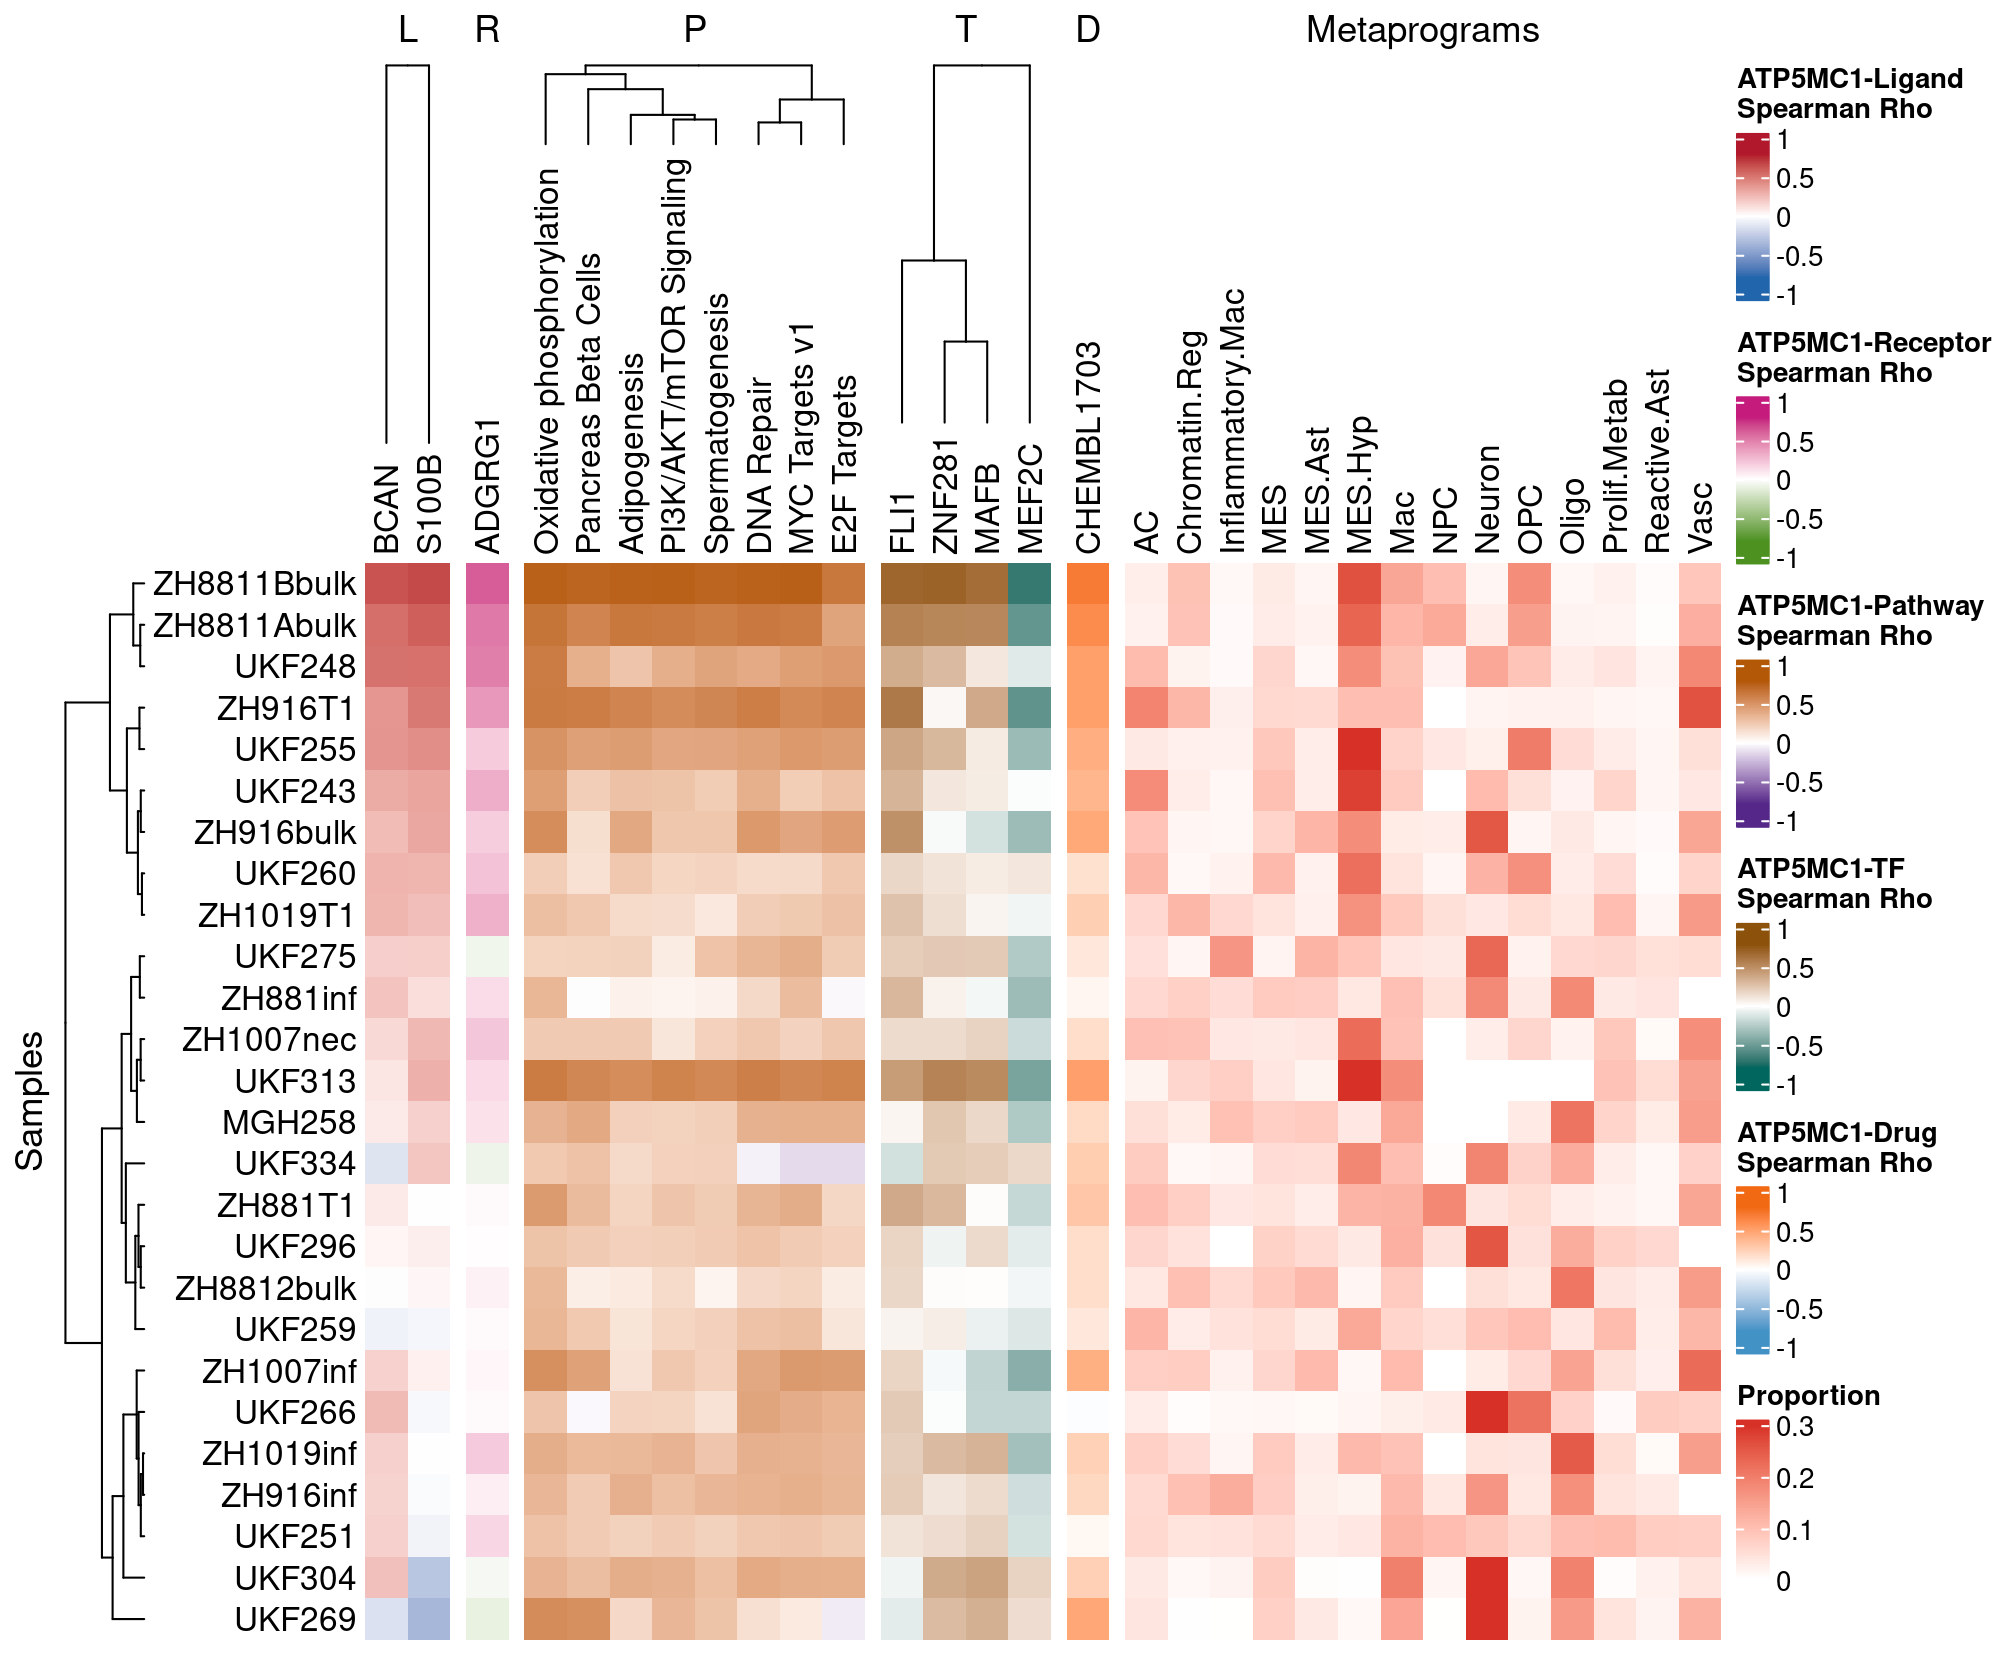 L R P T D Metaprograms
BCAN
S100B
ADGRG1
Oxidative phosphorylation
Pancreas Beta Cells
Adipogenesis
PI3K/AKT/mTOR Signaling
Spermatogenesis
DNA Repair
MYC Targets v1
E2F Targets
FLI1
ZNF281
MAFB
MEF2C
CHEMBL1703
AC
Chromatin.Reg
Inflammatory.Mac
MES
MES.Ast
MES.Hyp
Mac
NPC
Neuron
OPC
Oligo
Prolif.Metab
Reactive.Ast
Vasc
Samples
ZH8811Bbulk
ZH8811Abulk
UKF248
ZH916T1
UKF255
UKF243
ZH916bulk
UKF260
ZH1019T1
UKF275
ZH881inf
ZH1007nec
UKF313
MGH258
UKF334
ZH881T1
UKF296
ZH8812bulk
UKF259
ZH1007inf
UKF266
ZH1019inf
ZH916inf
UKF251
UKF304
UKF269
ATP5MC1-Ligand
Spearman Rho
1
0.5
0
-0.5
-1
ATP5MC1-Receptor
Spearman Rho
1
0.5
0
-0.5
-1
ATP5MC1-Pathway
Spearman Rho
1
0.5
0
-0.5
-1
ATP5MC1-TF
Spearman Rho
1
0.5
0
-0.5
-1
ATP5MC1-Drug
Spearman Rho
1
0.5
0
-0.5
-1
Proportion
0.3
0.2
0.1
0